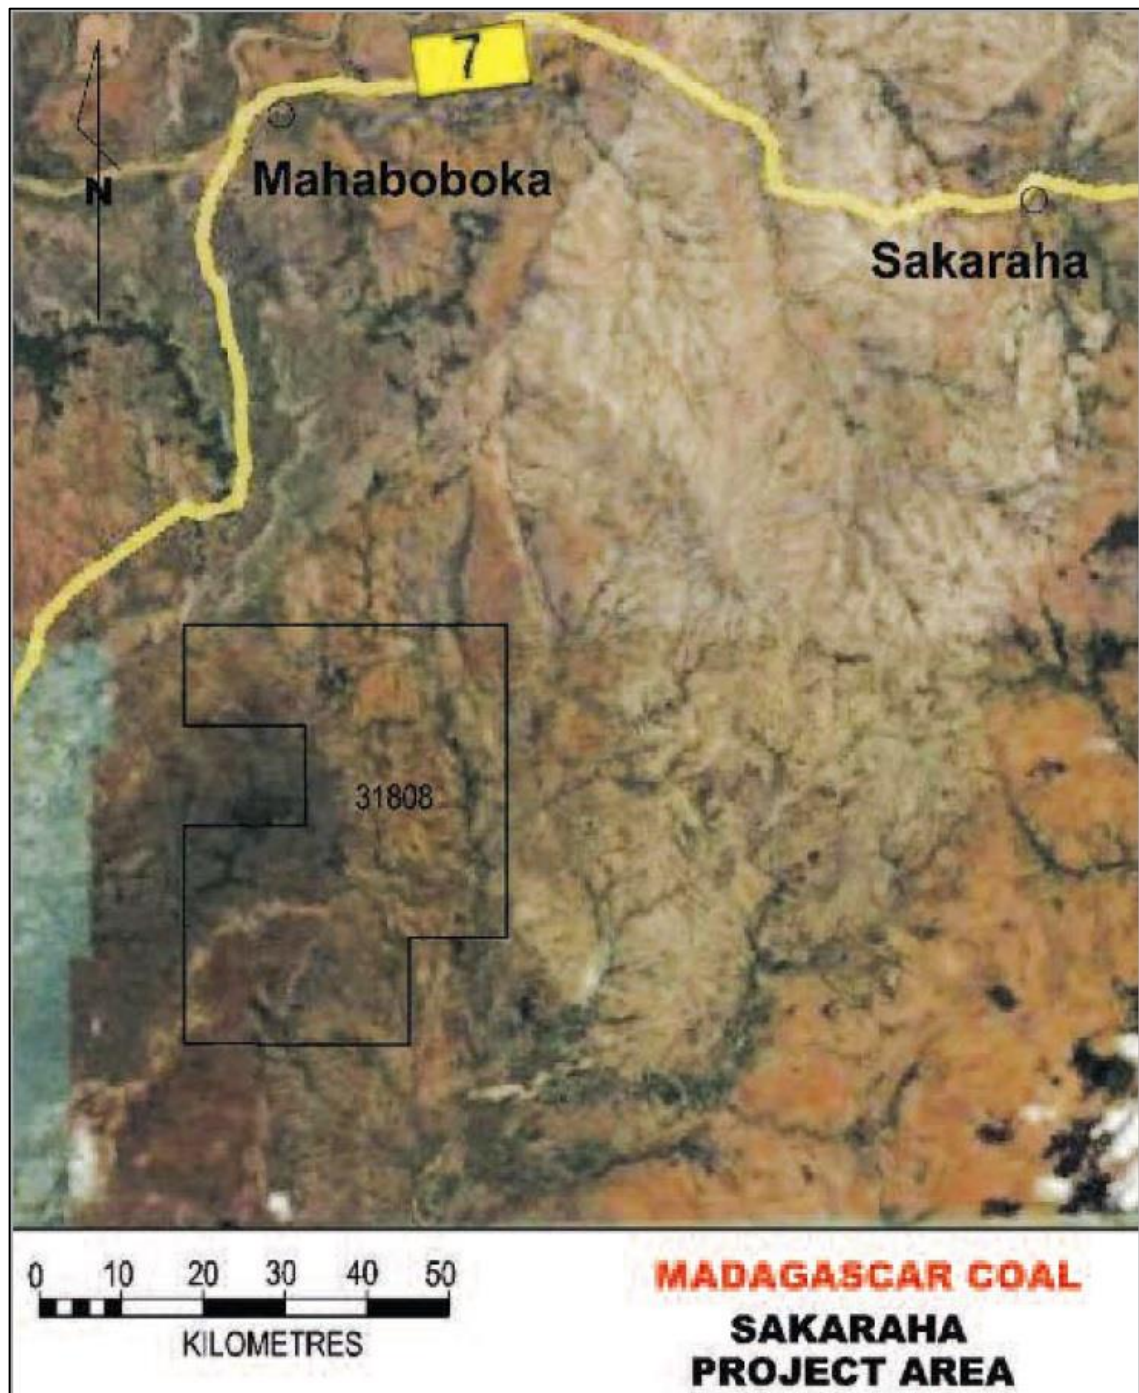 7
Mahaboboka
N
Sakaraha
31808
0 10 20 30 40 50
KILOMETRES
MADAGASCAR COAL
SAKARAHA
PROJECT AREA